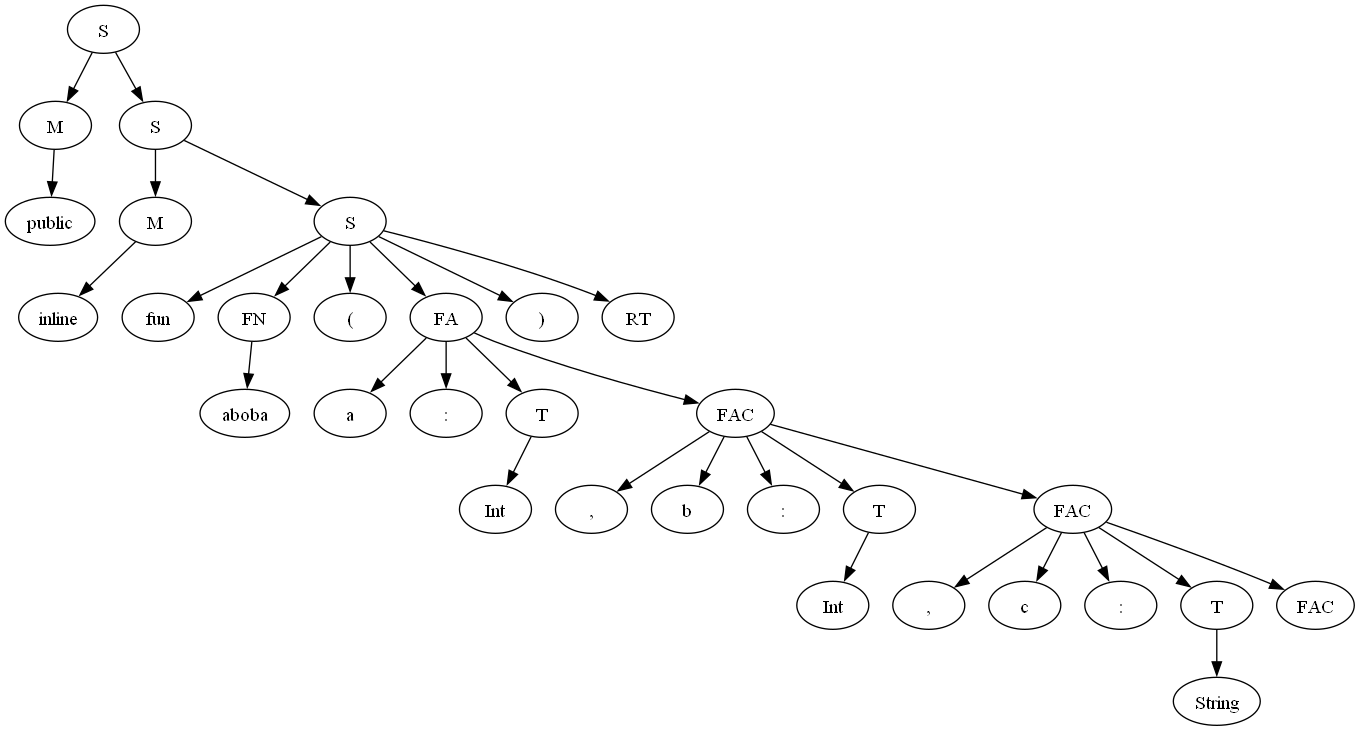 S
M S
public M S
inline fun FN ( FA ) RT
aboba a : T FAC
Int , b : T FAC
Int , c : T FAC
String